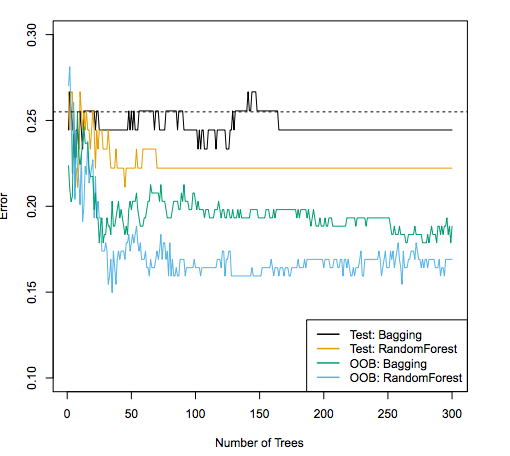 0.30
0.25
0.20
0.15
0.10
Error
0 50 100 150 200 250 300
Number of Trees
Test: Bagging
Test: RandomForest
OOB: Bagging
OOB: RandomForest